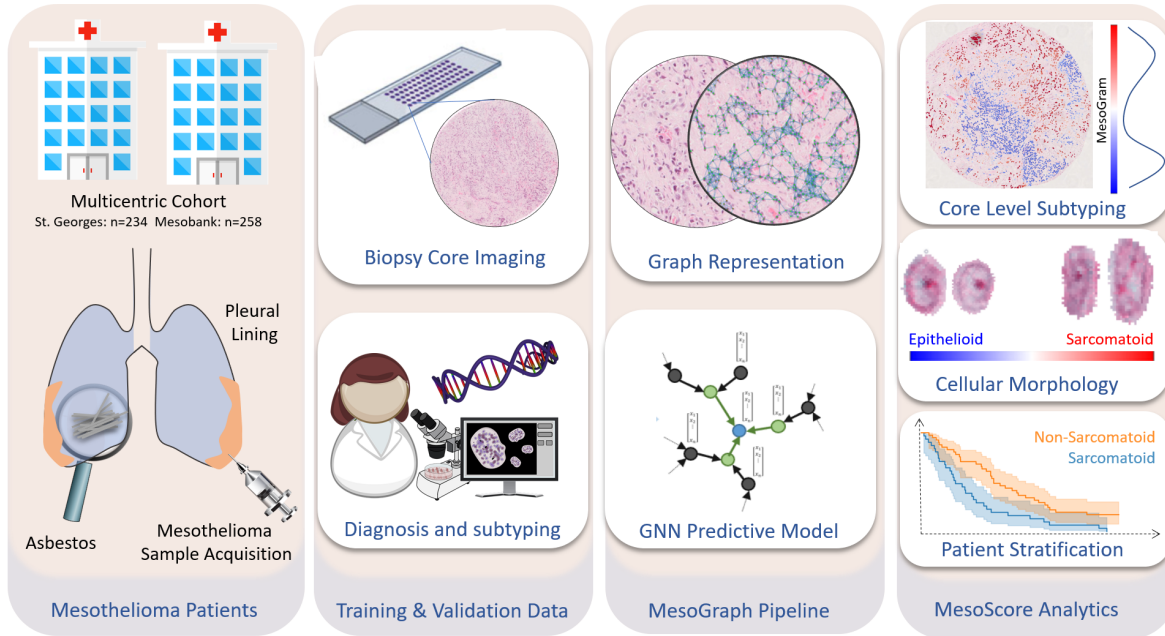 Multicentric Cohort
St. Georges: n=234 Mesobank: n=258
Pleural
Lining
Asbestos
Mesothelioma
Sample Acquisition
Mesothelioma Patients
Biopsy Core Imaging
Diagnosis and subtyping
Training & Validation Data
Graph Representation
GNN Predictive Model
MesoGraph Pipeline
MesoGram
Core Level Subtyping
Epithelioid Sarcomatoid
Cellular Morphology
Non-Sarcomatoid
Sarcomatoid
Patient Stratification
MesoScore Analytics